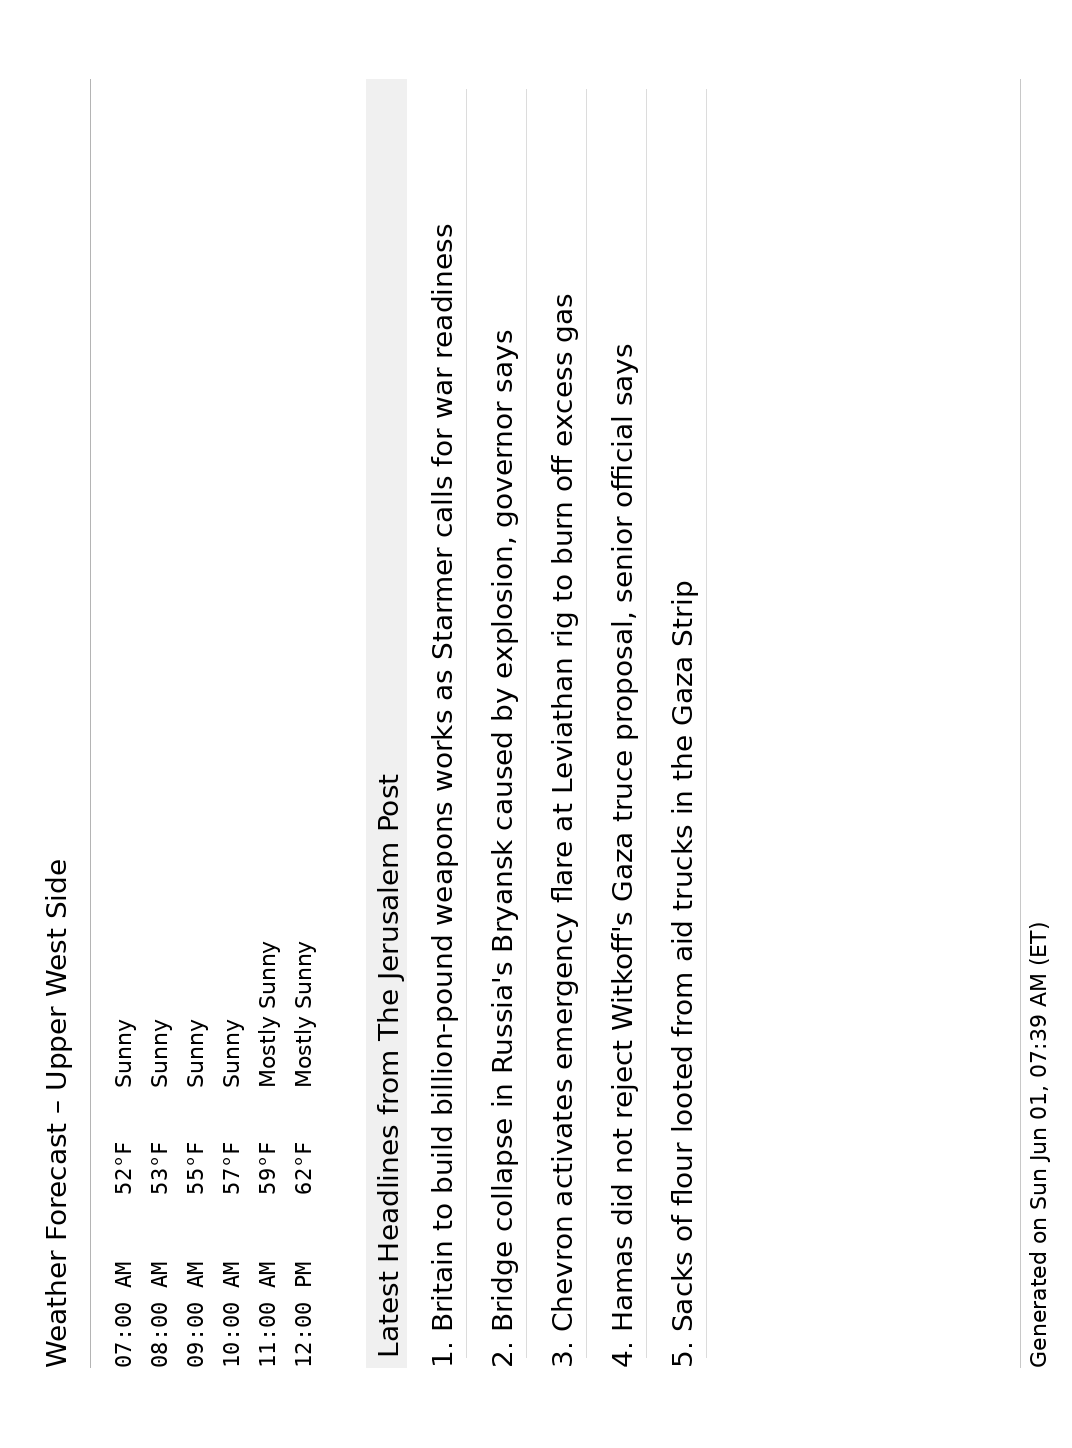 Weather Forecast – Upper West Side
07:00 AM 52°F Sunny
08:00 AM 53°F Sunny
09:00 AM 55°F Sunny
10:00 AM 57°F Sunny
11:00 AM 59°F Mostly Sunny
12:00 PM 62°F Mostly Sunny
Latest Headlines from The Jerusalem Post
1. Britain to build billion-pound weapons works as Starmer calls for war readiness
2. Bridge collapse in Russia's Bryansk caused by explosion, governor says
3. Chevron activates emergency flare at Leviathan rig to burn off excess gas
4. Hamas did not reject Witkoff's Gaza truce proposal, senior official says
5. Sacks of flour looted from aid trucks in the Gaza Strip
Generated on Sun Jun 01, 07:39 AM (ET)